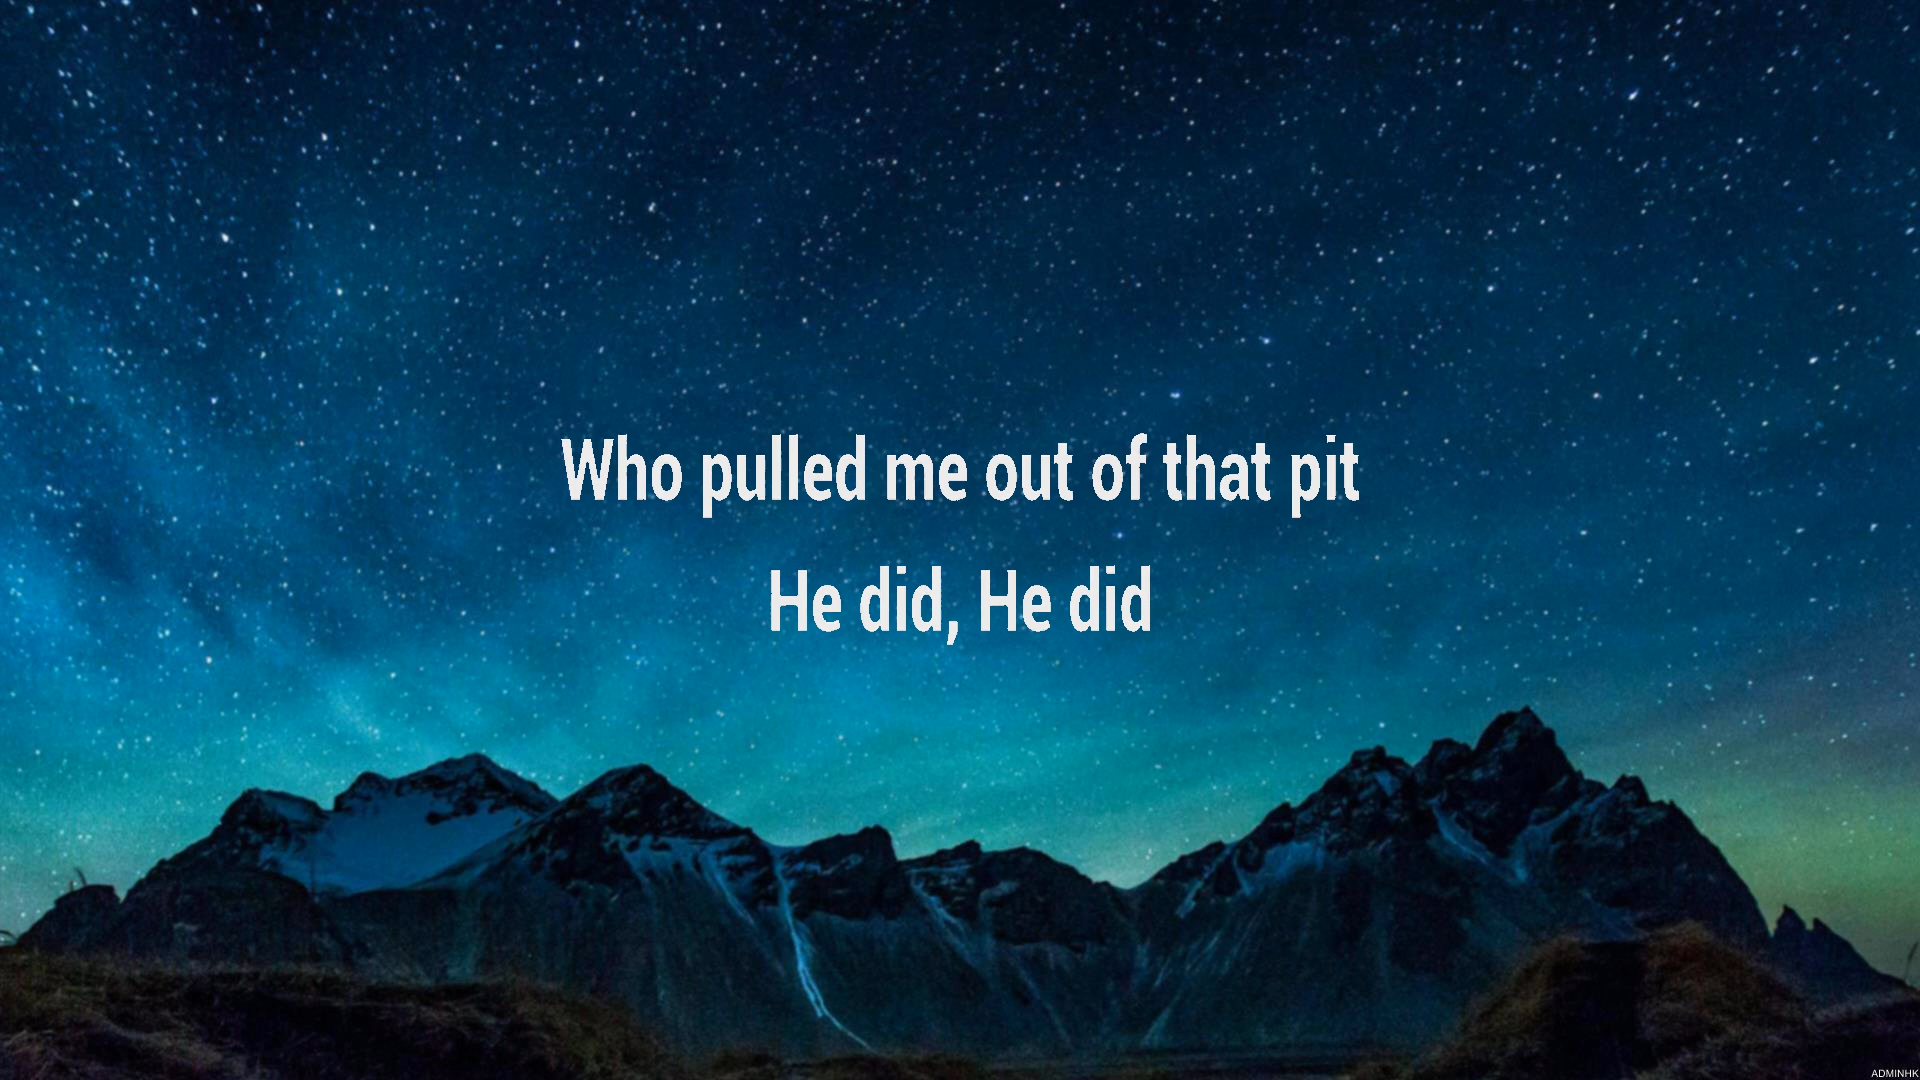 Who pulled me out of that pit
He did, He did
ADMINHK